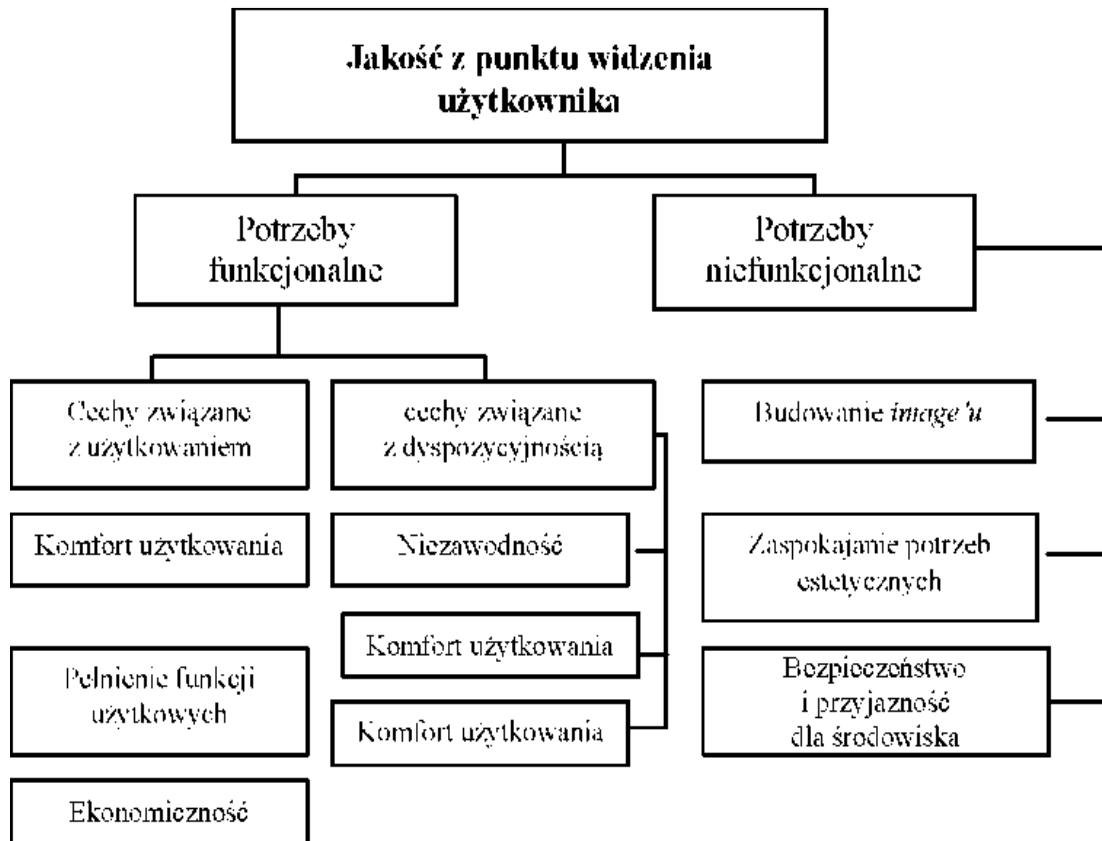 Jakość z punktu widzenia
użytkownika
Potrzeby
funkcjonalne
Potrzeby
niefunkcjonalne
Cechy związane
z użytkowaniem
cechy związane
z dyspozycyjnością
Budowanie image'u
Komfort użytkowania
Niezawodność
Zaspokajanie potrzeb
estetycznych
Komfort użytkowania
Pełnienie funkcji
użytkowych
Komfort użytkowania
Bezpieczeństwo
i przyjazność
dla środowiska
Ekonomiczność